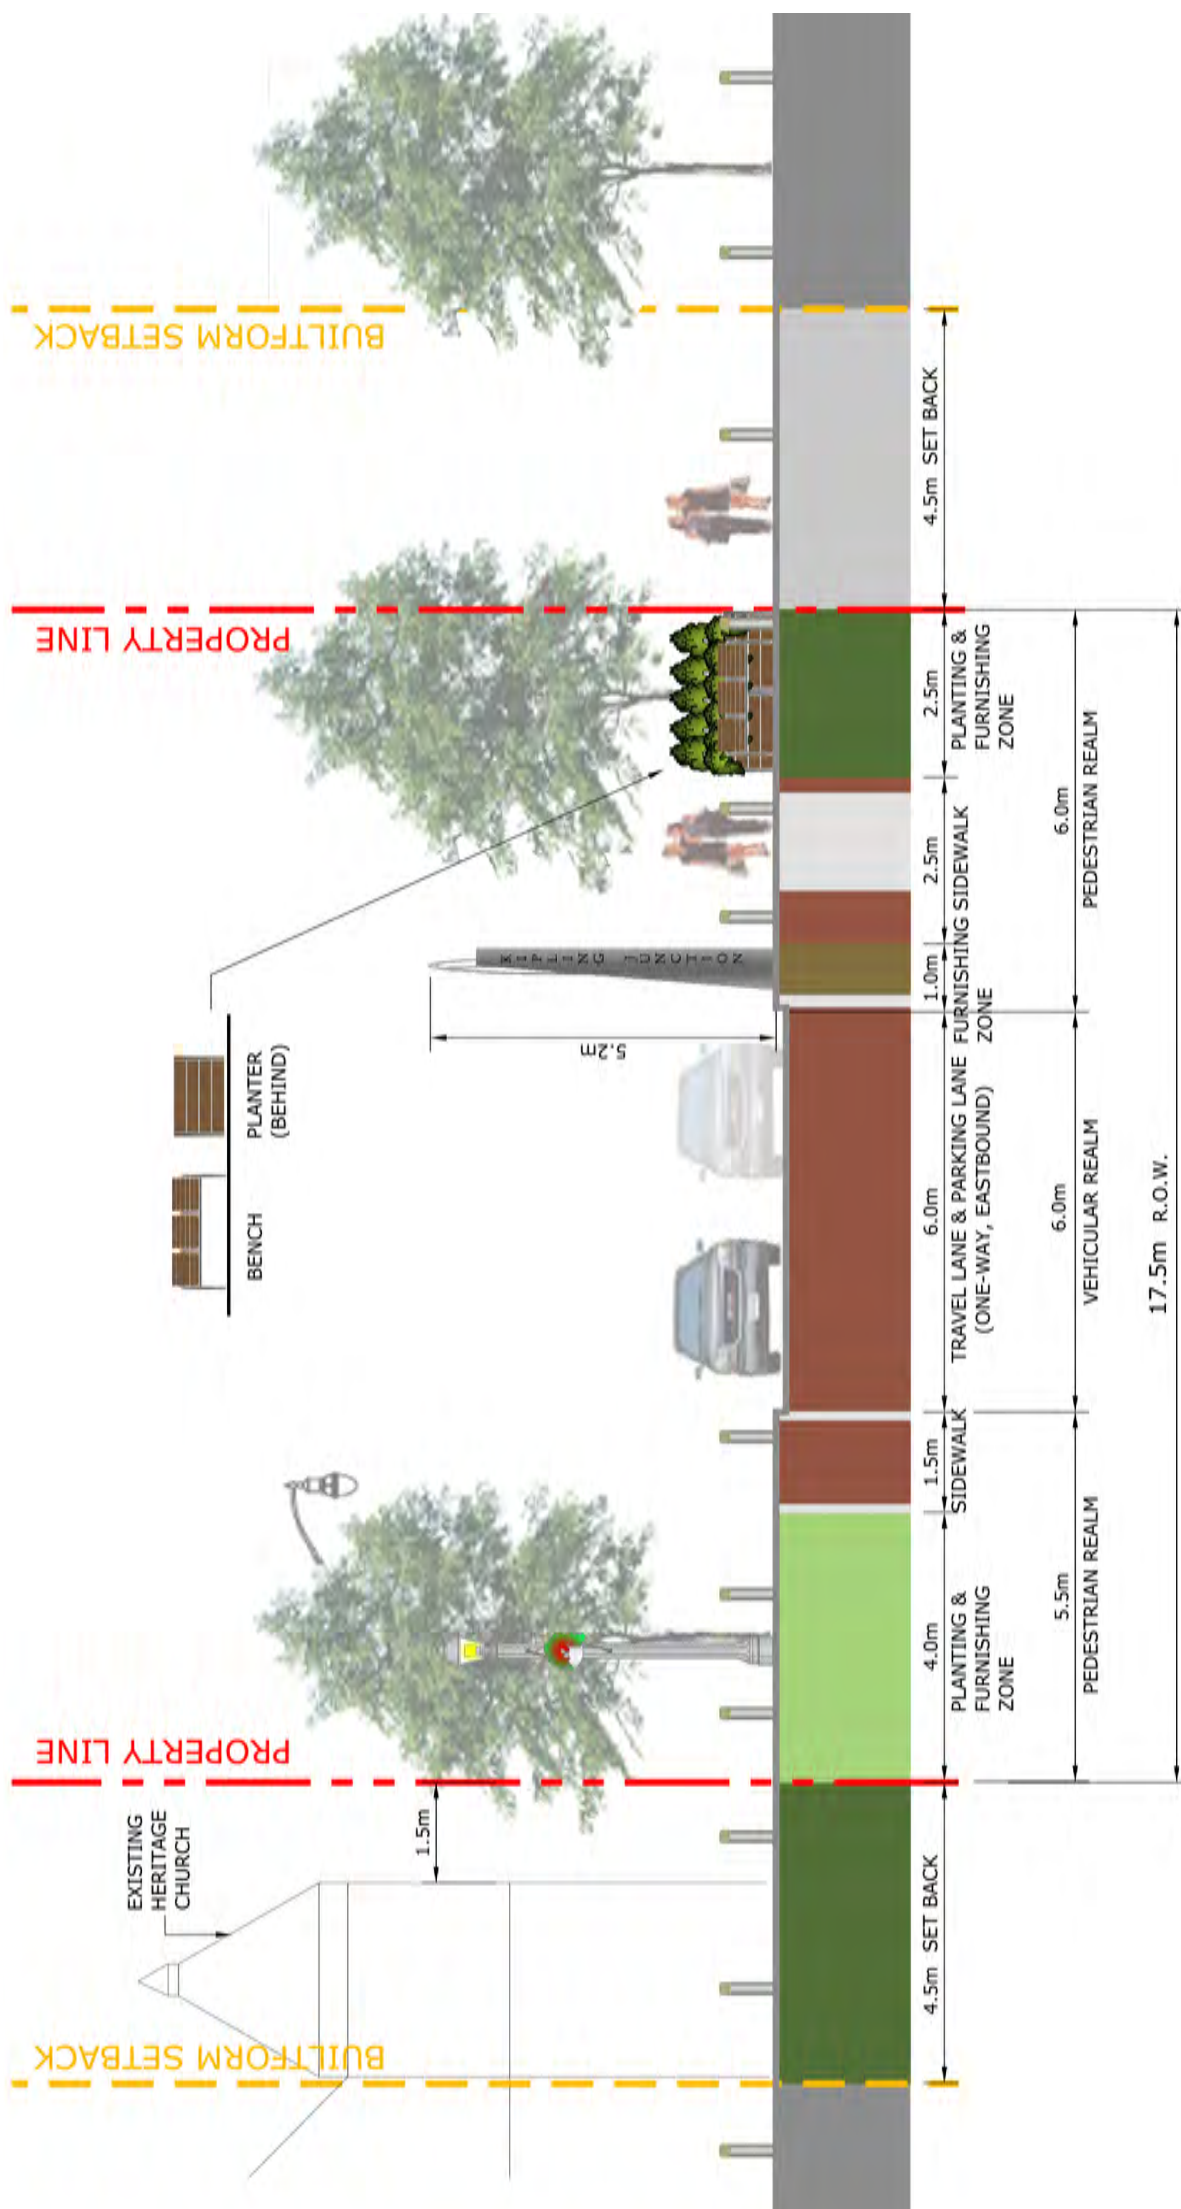 BUILTFORM SETBACK
PROPERTY LINE
PROPERTY LINE
BUILTFORM SETBACK
EXISTING
HERITAGE
CHURCH
1.5m
BENCH
PLANTER
(BEHIND)
5.2m
KIPLING JUNCTION
4.5m SET BACK
4.0m
PLANTING &
FURNISHING
ZONE
1.5m
SIDEWALK
6.0m
TRAVEL LANE & PARKING LANE
(ONE-WAY, EASTBOUND)
1.0m
FURNISHING
ZONE
2.5m
SIDEWALK
2.5m
PLANTING &
FURNISHING
ZONE
4.5m SET BACK
5.5m
PEDESTRIAN REALM
6.0m
VEHICULAR REALM
6.0m
PEDESTRIAN REALM
17.5m R.O.W.